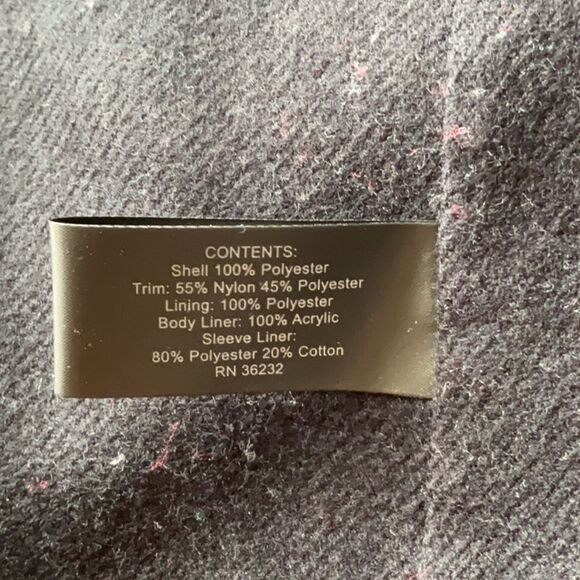 CONTENTS:
Shell 100% Polyester
Trim: 55% Nylon 45% Polyester
Lining: 100% Polyester
Body Liner: 100% Acrylic
Sleeve Liner:
80% Polyester 20% Cotton
RN 36232